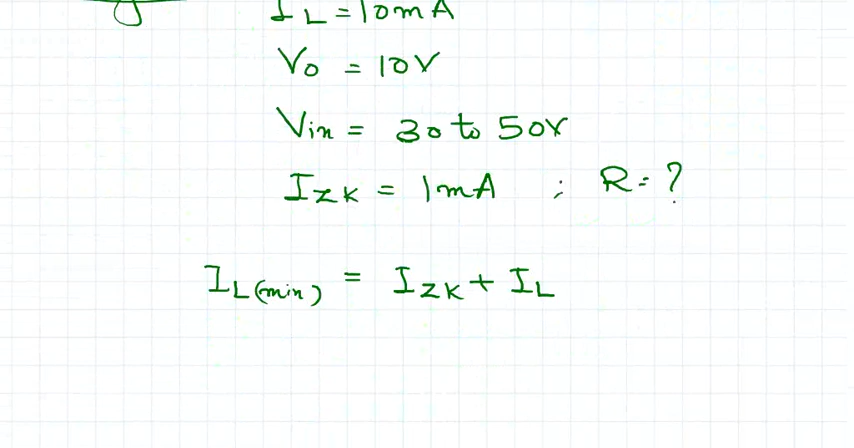 IL = 10mA
Vo = 10V
Vin = 30 to 50V
IZK = 1mA ; R = ?
IL(min) = IZK + IL